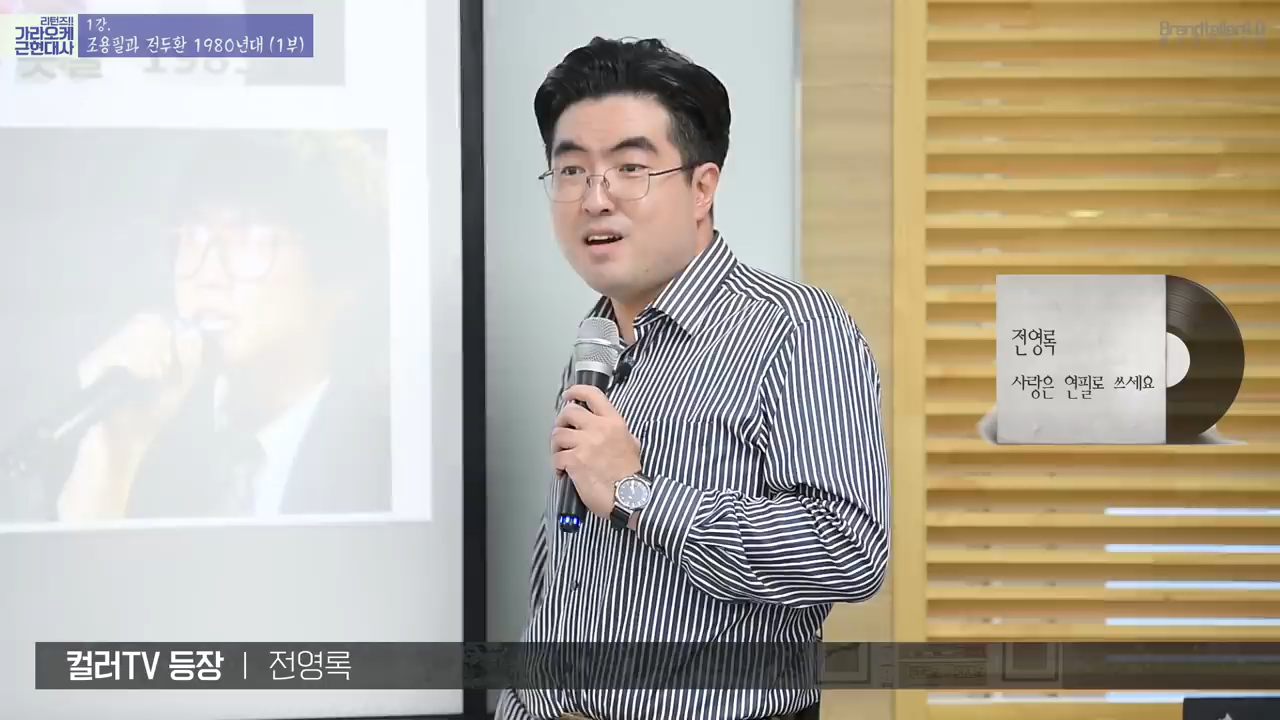 리턴즈!!
가라오케
근현대사
1강.
조용필과 전두환 1980년대 (1부)
전영록
사랑은 연필로 쓰세요
컬러TV 등장 | 전영록